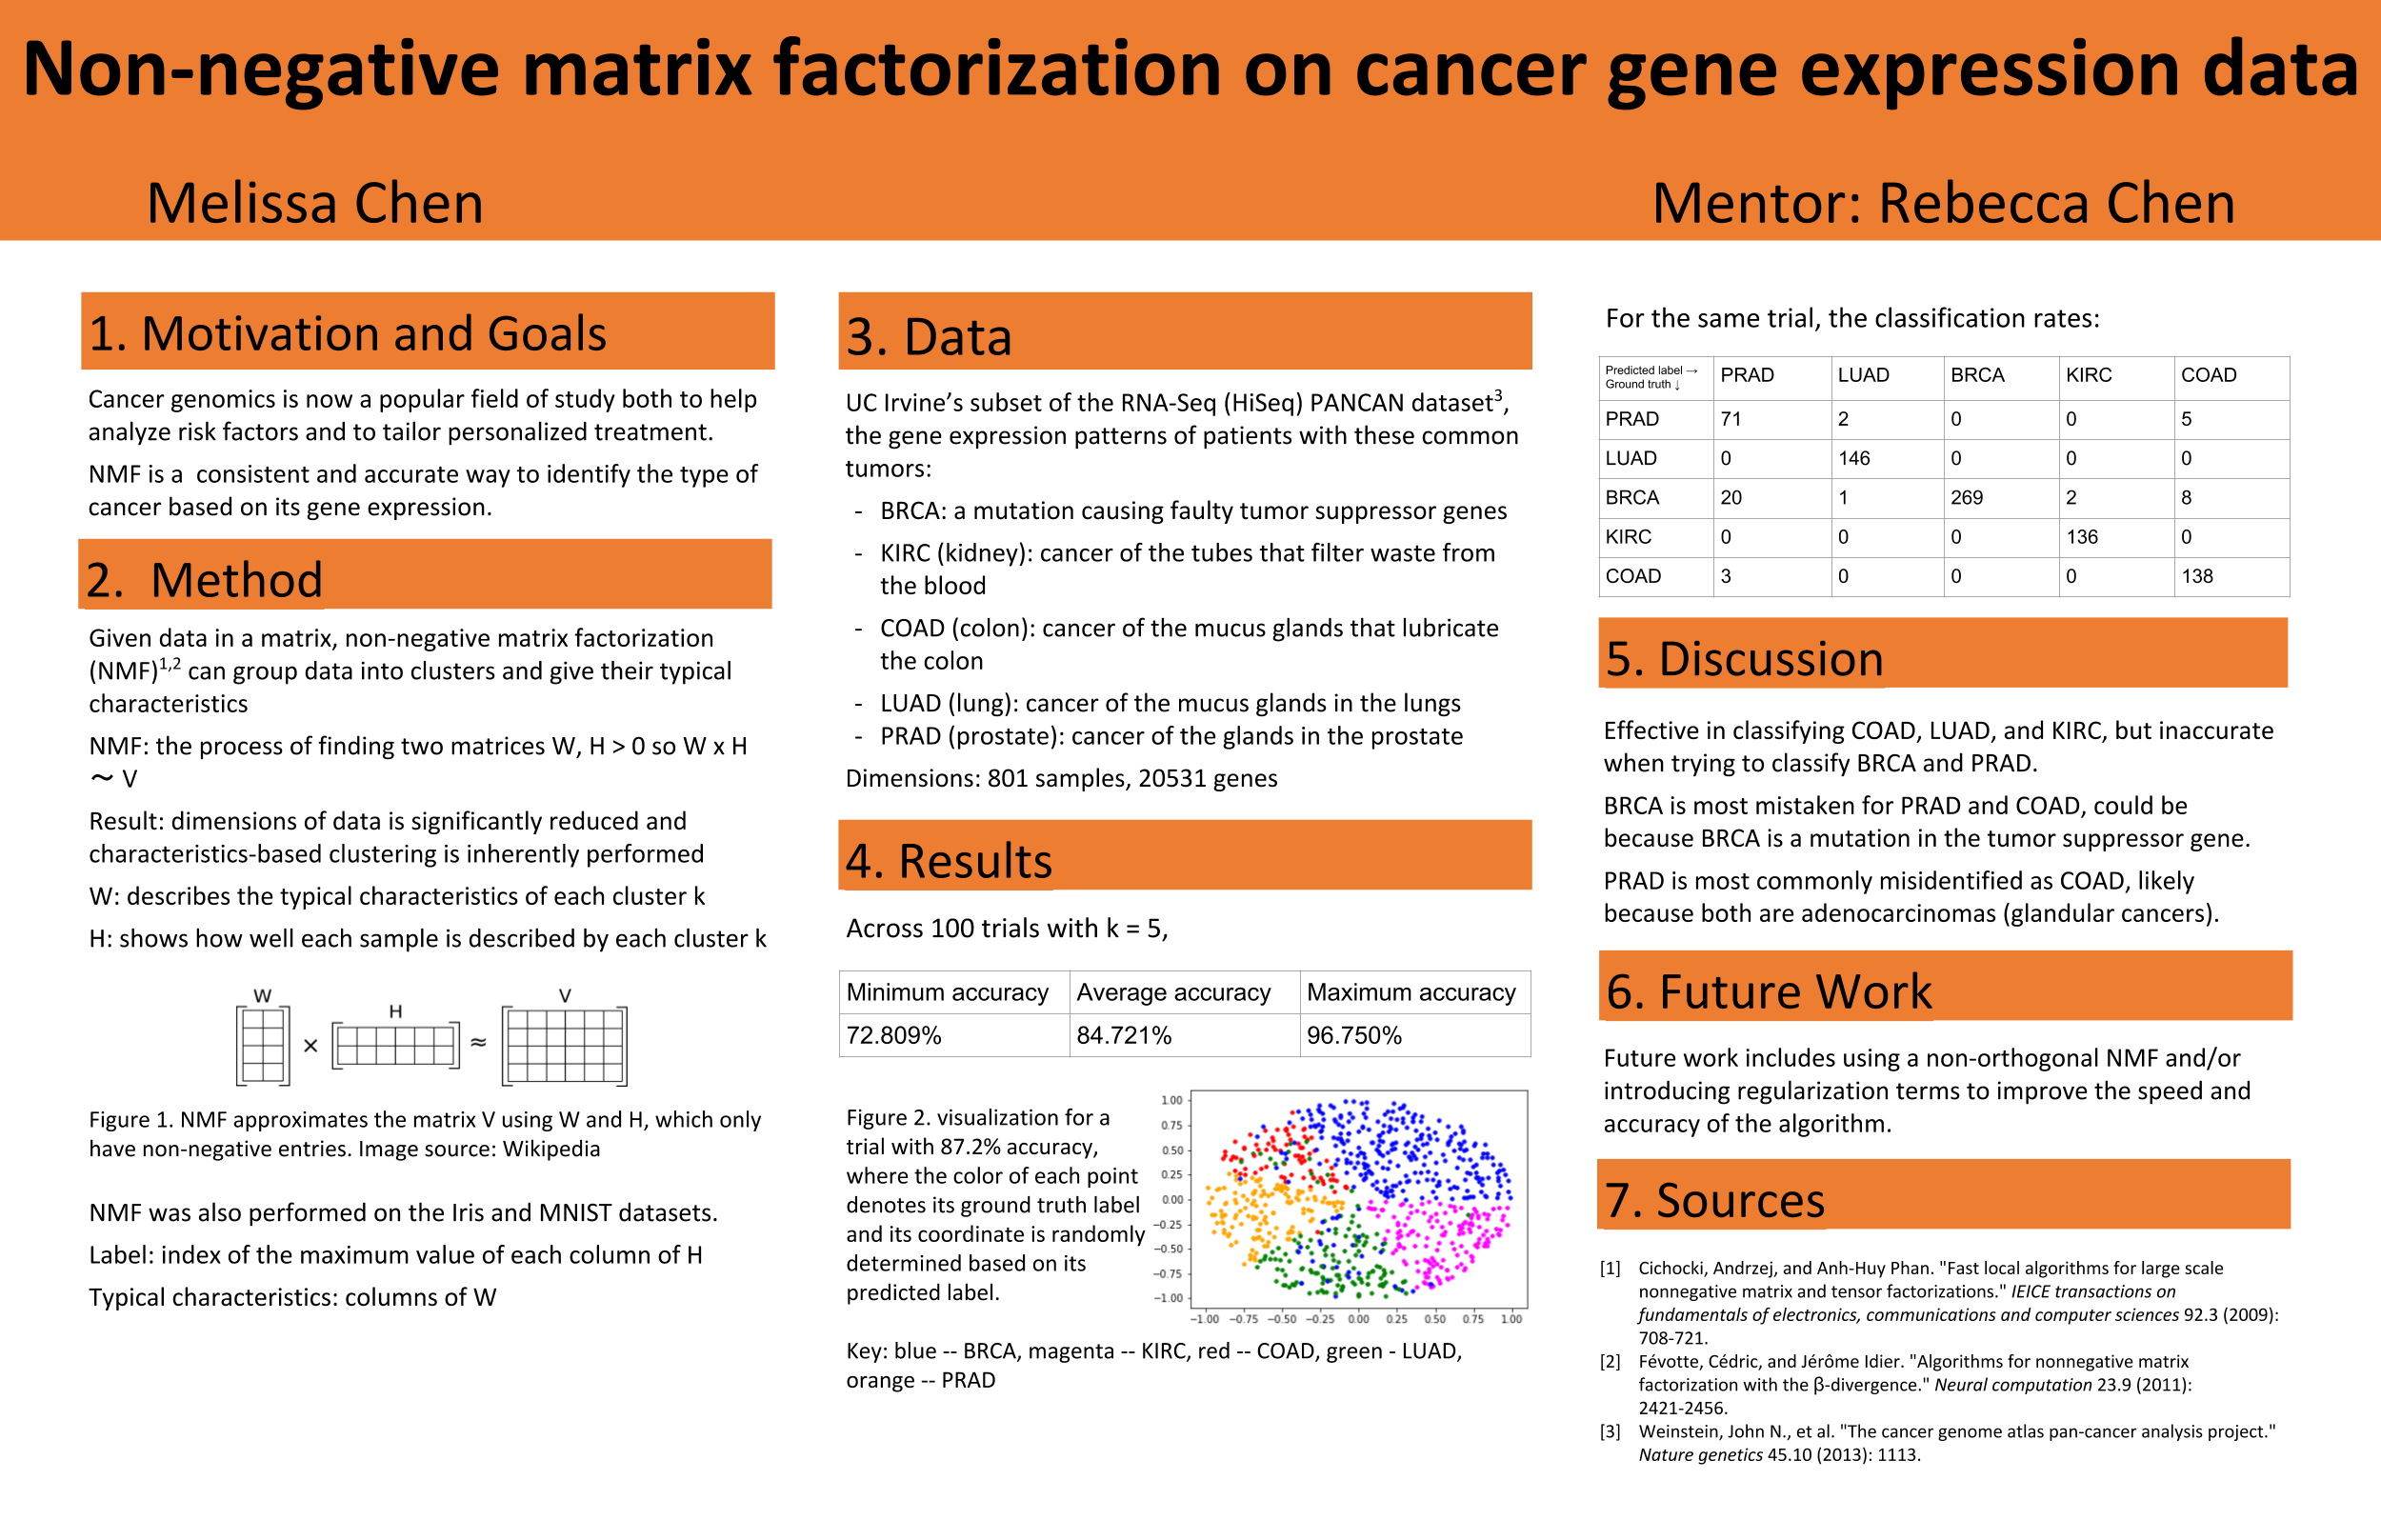 Non-negative matrix factorization on cancer gene expression data
Melissa Chen
Mentor: Rebecca Chen
1. Motivation and Goals
Cancer genomics is now a popular field of study both to help
analyze risk factors and to tailor personalized treatment.
NMF is a  consistent and accurate way to identify the type of
cancer based on its gene expression.
2.  Method
Given data in a matrix, non-negative matrix factorization
(NMF)1,2 can group data into clusters and give their typical
characteristics
NMF: the process of finding two matrices W, H > 0 so W x H
～ V
Result: dimensions of data is significantly reduced and
characteristics-based clustering is inherently performed
W: describes the typical characteristics of each cluster k
H: shows how well each sample is described by each cluster k
W × H ≈ V
Figure 1. NMF approximates the matrix V using W and H, which only
have non-negative entries. Image source: Wikipedia
NMF was also performed on the Iris and MNIST datasets.
Label: index of the maximum value of each column of H
Typical characteristics: columns of W
3. Data
UC Irvine’s subset of the RNA-Seq (HiSeq) PANCAN dataset3,
the gene expression patterns of patients with these common
tumors:
- BRCA: a mutation causing faulty tumor suppressor genes
- KIRC (kidney): cancer of the tubes that filter waste from
the blood
- COAD (colon): cancer of the mucus glands that lubricate
the colon
- LUAD (lung): cancer of the mucus glands in the lungs
- PRAD (prostate): cancer of the glands in the prostate
Dimensions: 801 samples, 20531 genes
4. Results
Across 100 trials with k = 5,
Minimum accuracy Average accuracy Maximum accuracy
72.809% 84.721% 96.750%
Figure 2. visualization for a
trial with 87.2% accuracy,
where the color of each point
denotes its ground truth label
and its coordinate is randomly
determined based on its
predicted label.
1.00
0.75
0.50
0.25
0.00
−0.25
−0.50
−0.75
−1.00
−1.00 −0.75 −0.50 −0.25 0.00 0.25 0.50 0.75 1.00
Key: blue -- BRCA, magenta -- KIRC, red -- COAD, green - LUAD,
orange -- PRAD
For the same trial, the classification rates:
Predicted label →
Ground truth ↓
PRAD LUAD BRCA KIRC COAD
PRAD 71 2 0 0 5
LUAD 0 146 0 0 0
BRCA 20 1 269 2 8
KIRC 0 0 0 136 0
COAD 3 0 0 0 138
5. Discussion
Effective in classifying COAD, LUAD, and KIRC, but inaccurate
when trying to classify BRCA and PRAD.
BRCA is most mistaken for PRAD and COAD, could be
because BRCA is a mutation in the tumor suppressor gene.
PRAD is most commonly misidentified as COAD, likely
because both are adenocarcinomas (glandular cancers).
6. Future Work
Future work includes using a non-orthogonal NMF and/or
introducing regularization terms to improve the speed and
accuracy of the algorithm.
7. Sources
[1] Cichocki, Andrzej, and Anh-Huy Phan. "Fast local algorithms for large scale
nonnegative matrix and tensor factorizations." IEICE transactions on
fundamentals of electronics, communications and computer sciences 92.3 (2009):
708-721.
[2] Févotte, Cédric, and Jérôme Idier. "Algorithms for nonnegative matrix
factorization with the β-divergence." Neural computation 23.9 (2011):
2421-2456.
[3] Weinstein, John N., et al. "The cancer genome atlas pan-cancer analysis project."
Nature genetics 45.10 (2013): 1113.